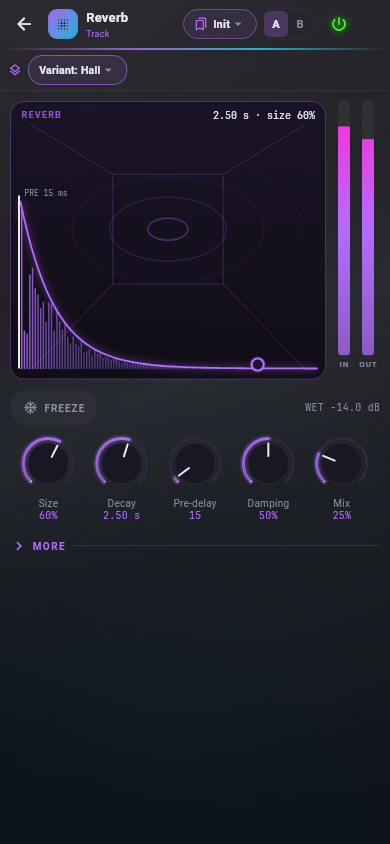 Reverb
Track
Init
A
B
Variant: Hall
REVERB
2.50 s · size 60%
PRE 15 ms
IN
OUT
FREEZE
WET -14.0 dB
Size
60%
Decay
2.50 s
Pre-delay
15
Damping
50%
Mix
25%
MORE